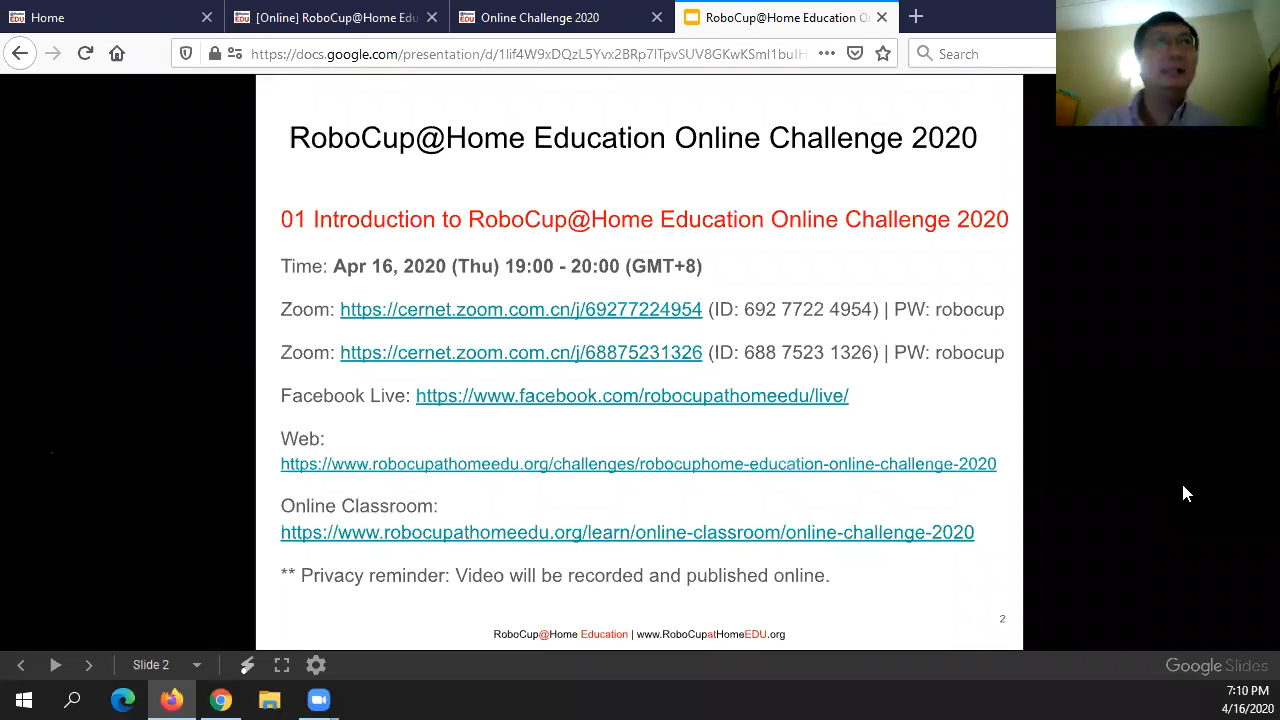 Home
[Online] RoboCup@Home Edu
Online Challenge 2020
RoboCup@Home Education O
https://docs.google.com/presentation/d/1lif4W9xDQzL5Yvx2BRp7ITpvSUV8GKwKSmI1buIH
Search
RoboCup@Home Education Online Challenge 2020
01 Introduction to RoboCup@Home Education Online Challenge 2020
Time: Apr 16, 2020 (Thu) 19:00 - 20:00 (GMT+8)
Zoom: https://cernet.zoom.com.cn/j/69277224954 (ID: 692 7722 4954) | PW: robocup
Zoom: https://cernet.zoom.com.cn/j/68875231326 (ID: 688 7523 1326) | PW: robocup
Facebook Live: https://www.facebook.com/robocupathomeedu/live/
Web:
https://www.robocupathomeedu.org/challenges/robocuphome-education-online-challenge-2020
Online Classroom:
https://www.robocupathomeedu.org/learn/online-classroom/online-challenge-2020
** Privacy reminder: Video will be recorded and published online.
2
RoboCup@Home Education | www.RoboCupatHomeEDU.org
Slide 2
Google Slides
7:10 PM
4/16/2020